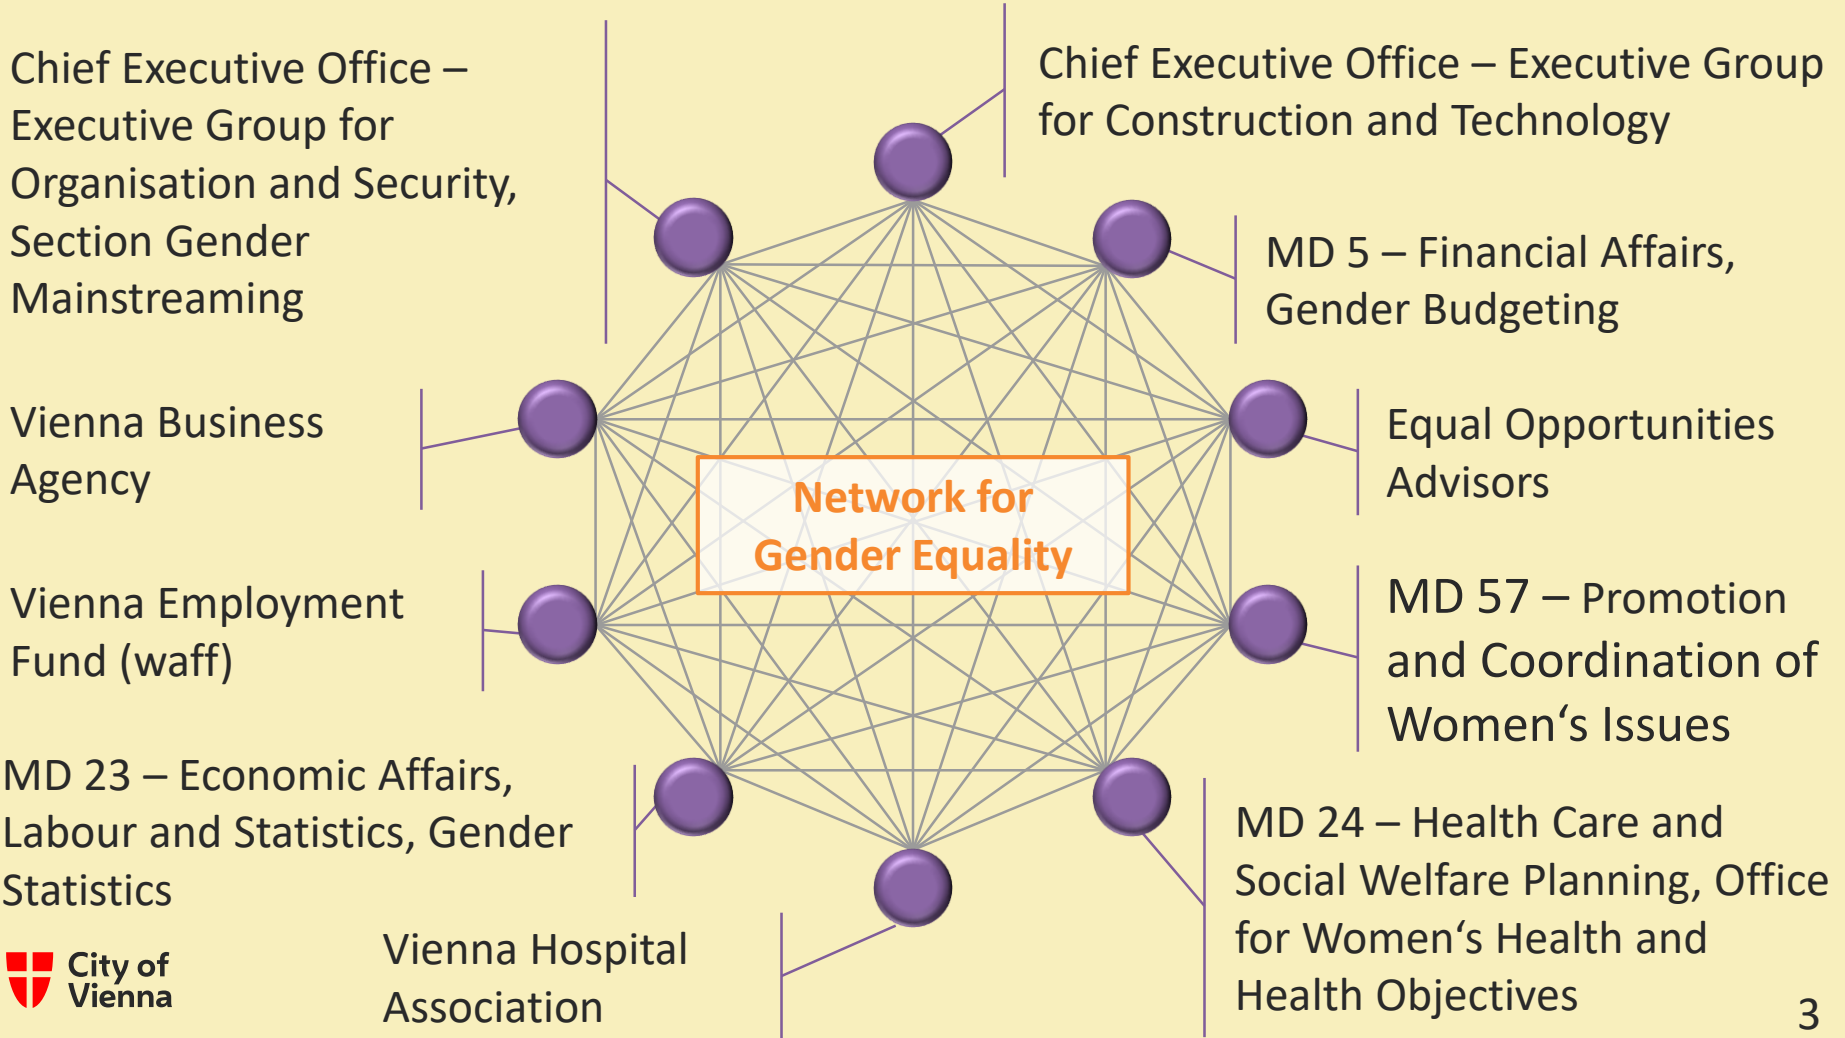 Chief Executive Office –
Executive Group for
Organisation and Security,
Section Gender
Mainstreaming
Chief Executive Office – Executive Group
for Construction and Technology
MD 5 – Financial Affairs,
Gender Budgeting
Vienna Business
Agency
Equal Opportunities
Advisors
Network for
Gender Equality
Vienna Employment
Fund (waff)
MD 57 – Promotion
and Coordination of
Women‘s Issues
MD 23 – Economic Affairs,
Labour and Statistics, Gender
Statistics
MD 24 – Health Care and
Social Welfare Planning, Office
for Women‘s Health and
Health Objectives
Vienna Hospital
Association
City of
Vienna
3